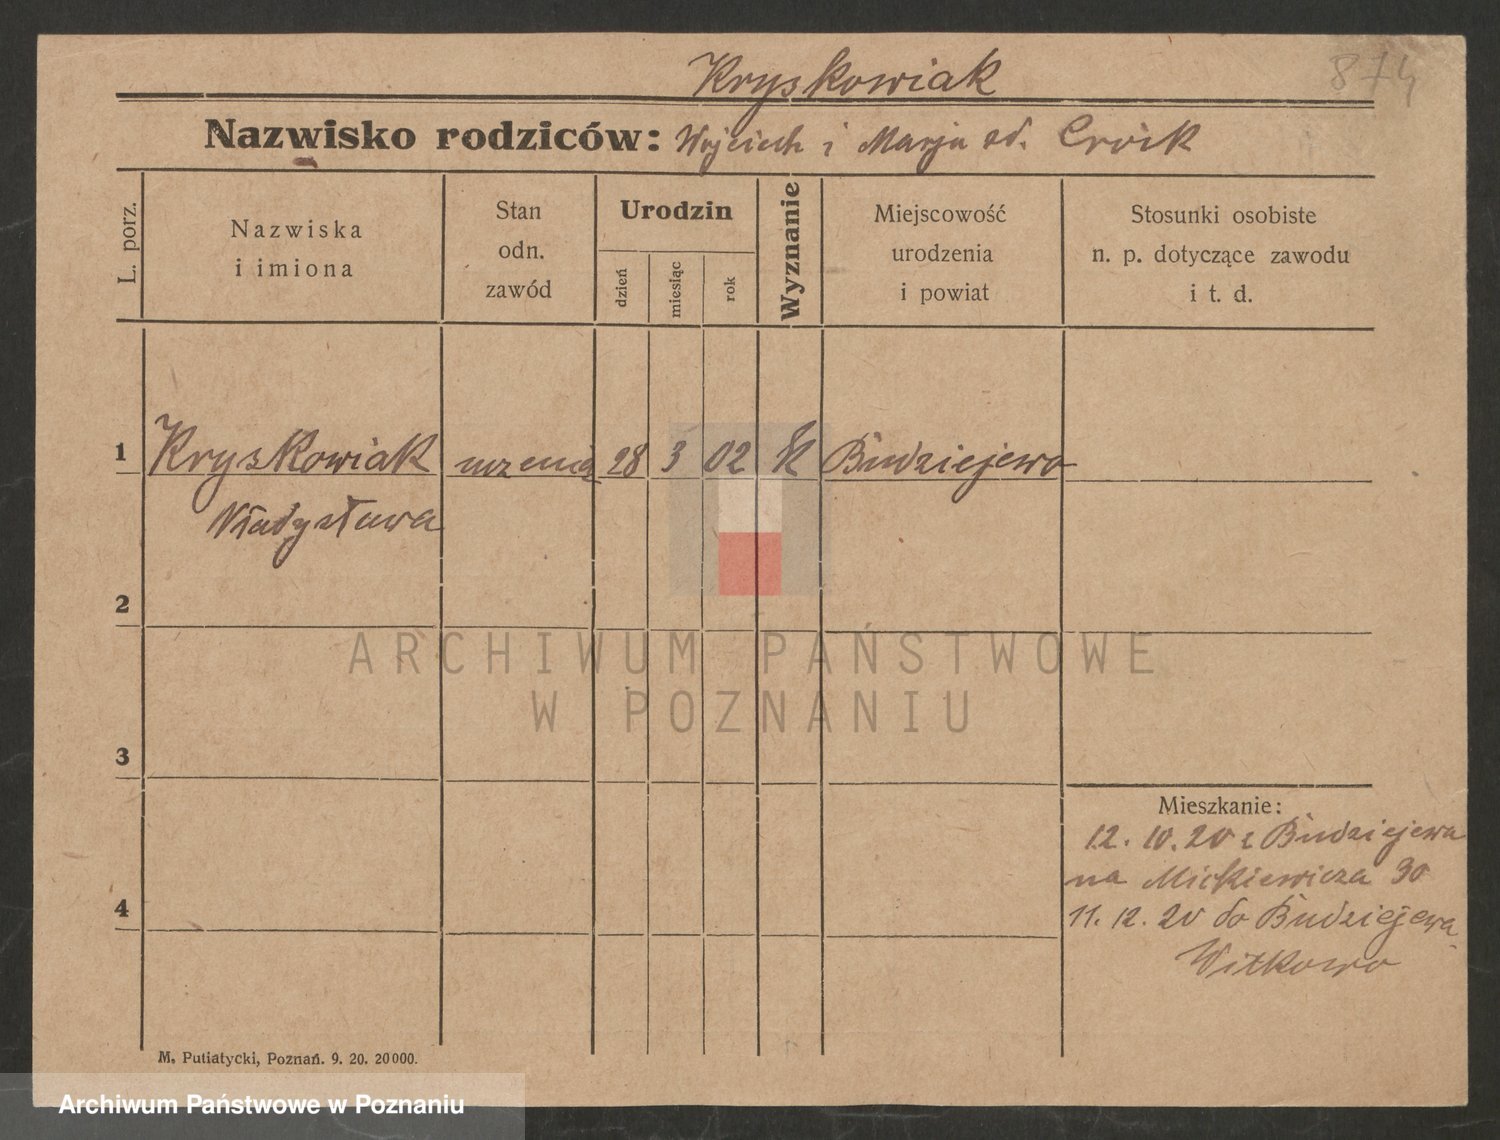 Kryskowiak
874
Nazwisko rodziców: Wojciech i Marja od. Croik
L. porz.
Nazwiska
i imiona
Stan
odn.
zawód
Urodzin
dzień
miesiąc
rok
Wyznanie
Miejscowość
urodzenia
i powiat
Stosunki osobiste
n. p. dotyczące zawodu
i t. d.
1 Kryskowiak 28 3 02 K Budziejewo
Władysława
2
3
4
ARCHIWUM PAŃSTWOWE
W POZNANIU
Mieszkanie:
12. 10. 20 z Budziejewa
na Mickiewicza 30
11. 12. 20 do Budziejewa
Witkowo
M. Putiatycki, Poznań. 9. 20. 20000.
Archiwum Państwowe w Poznaniu